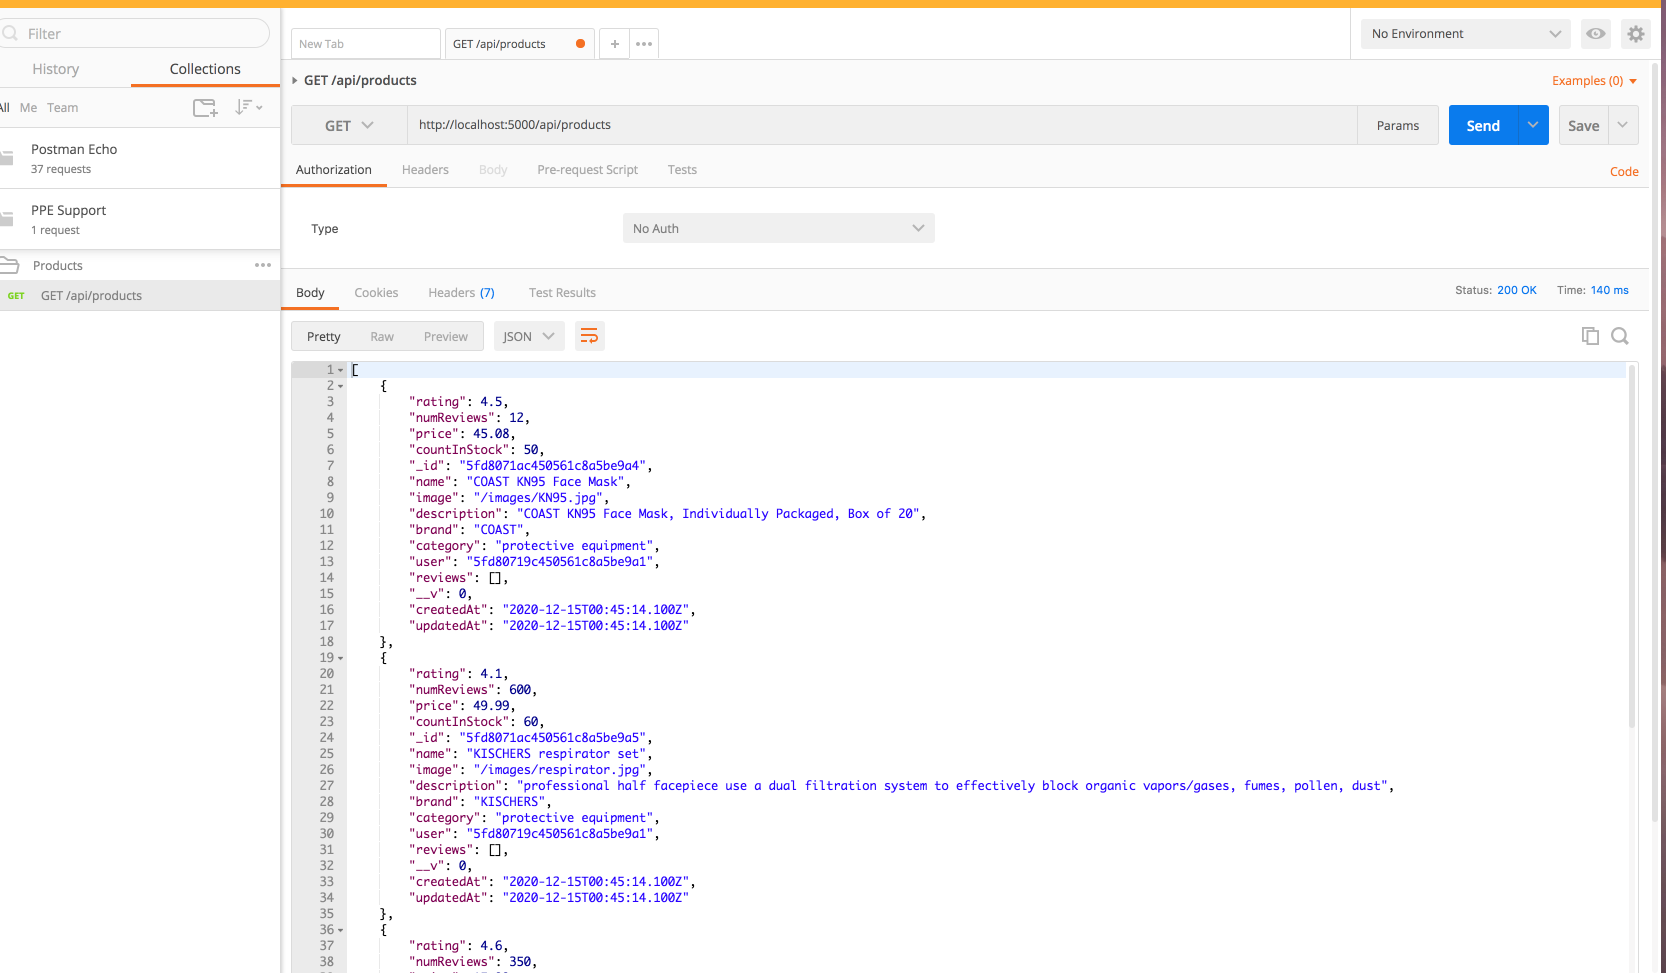 Filter
History Collections
All Me Team
Postman Echo
37 requests
PPE Support
1 request
Products
GET GET /api/products
New Tab GET /api/products + •••
No Environment
GET /api/products Examples (0)
GET http://localhost:5000/api/products Params Send Save
Authorization Headers Body Pre-request Script Tests Code
Type No Auth
Body Cookies Headers (7) Test Results Status: 200 OK Time: 140 ms
Pretty Raw Preview JSON
1 [
2 {
3 "rating": 4.5,
4 "numReviews": 12,
5 "price": 45.08,
6 "countInStock": 50,
7 "_id": "5fd8071ac450561c8a5be9a4",
8 "name": "COAST KN95 Face Mask",
9 "image": "/images/KN95.jpg",
10 "description": "COAST KN95 Face Mask, Individually Packaged, Box of 20",
11 "brand": "COAST",
12 "category": "protective equipment",
13 "user": "5fd80719c450561c8a5be9a1",
14 "reviews": [],
15 "__v": 0,
16 "createdAt": "2020-12-15T00:45:14.100Z",
17 "updatedAt": "2020-12-15T00:45:14.100Z"
18 },
19 {
20 "rating": 4.1,
21 "numReviews": 600,
22 "price": 49.99,
23 "countInStock": 60,
24 "_id": "5fd8071ac450561c8a5be9a5",
25 "name": "KISCHERS respirator set",
26 "image": "/images/respirator.jpg",
27 "description": "professional half facepiece use a dual filtration system to effectively block organic vapors/gases, fumes, pollen, dust",
28 "brand": "KISCHERS",
29 "category": "protective equipment",
30 "user": "5fd80719c450561c8a5be9a1",
31 "reviews": [],
32 "__v": 0,
33 "createdAt": "2020-12-15T00:45:14.100Z",
34 "updatedAt": "2020-12-15T00:45:14.100Z"
35 },
36 {
37 "rating": 4.6,
38 "numReviews": 350,